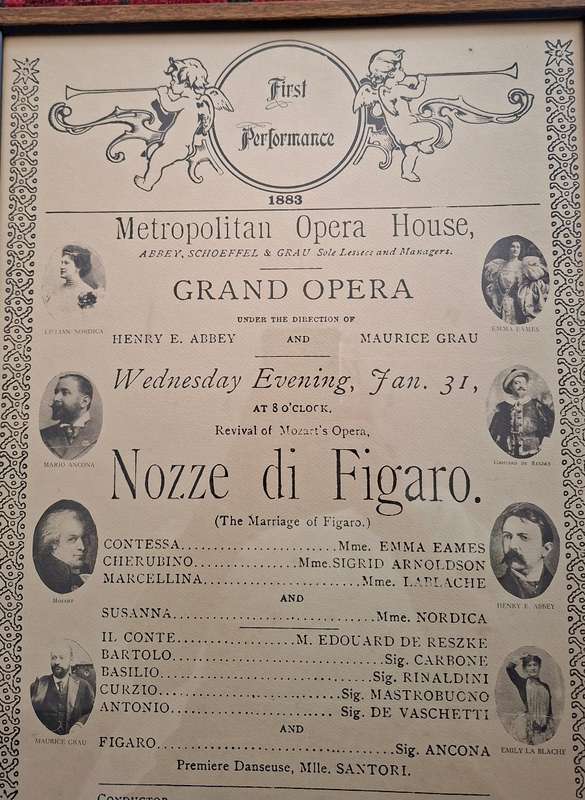 First
Performance
1883
Metropolitan Opera House,
ABBEY, SCHOEFFEL & GRAU Sole Lessees and Managers.
GRAND OPERA
UNDER THE DIRECTION OF
HENRY E. ABBEY AND MAURICE GRAU
Wednesday Evening, Jan. 31,
AT 8 O'CLOCK.
Revival of Mozart's Opera,
Nozze di Figaro.
(The Marriage of Figaro.)
CONTESSA.......................Mme. EMMA EAMES
CHERUBINO....................Mme. SIGRID ARNOLDSON
MARCELLINA..........................Mme. LABLACHE
AND
SUSANNA.............................Mme. NORDICA
IL CONTE.................M. EDOUARD DE RESZKE
BARTOLO.................................Sig. CARBONE
BASILIO..................................Sig. RINALDINI
CURZIO............................Sig. MASTROBUGNO
ANTONIO...........................Sig. DE VASCHETTI
AND
FIGARO....................................Sig. ANCONA
Premiere Danseuse, Mlle. SANTORI.
CONDUCTOR
LILLIAN NORDICA
MARIO ANCONA
MOZART
MAURICE GRAU
EMMA EAMES
EDOUARD DE RESZKE
HENRY E. ABBEY
EMILY LA BLACHE